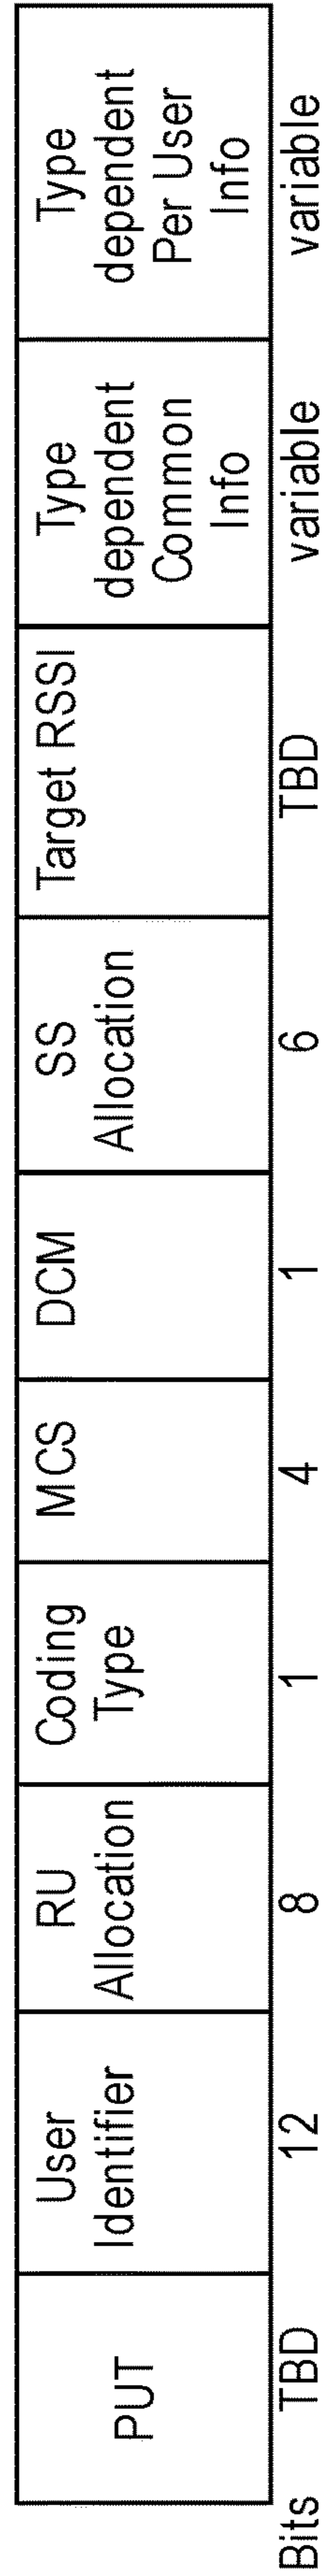 PUT
User
Identifier
RU
Allocation
Coding
Type
MCS
DCM
SS
Allocation
Target RSSI
Type
dependent
Common
Info
Type
dependent
Per User
Info
Bits TBD 12 8 1 4 1 6 TBD variable variable